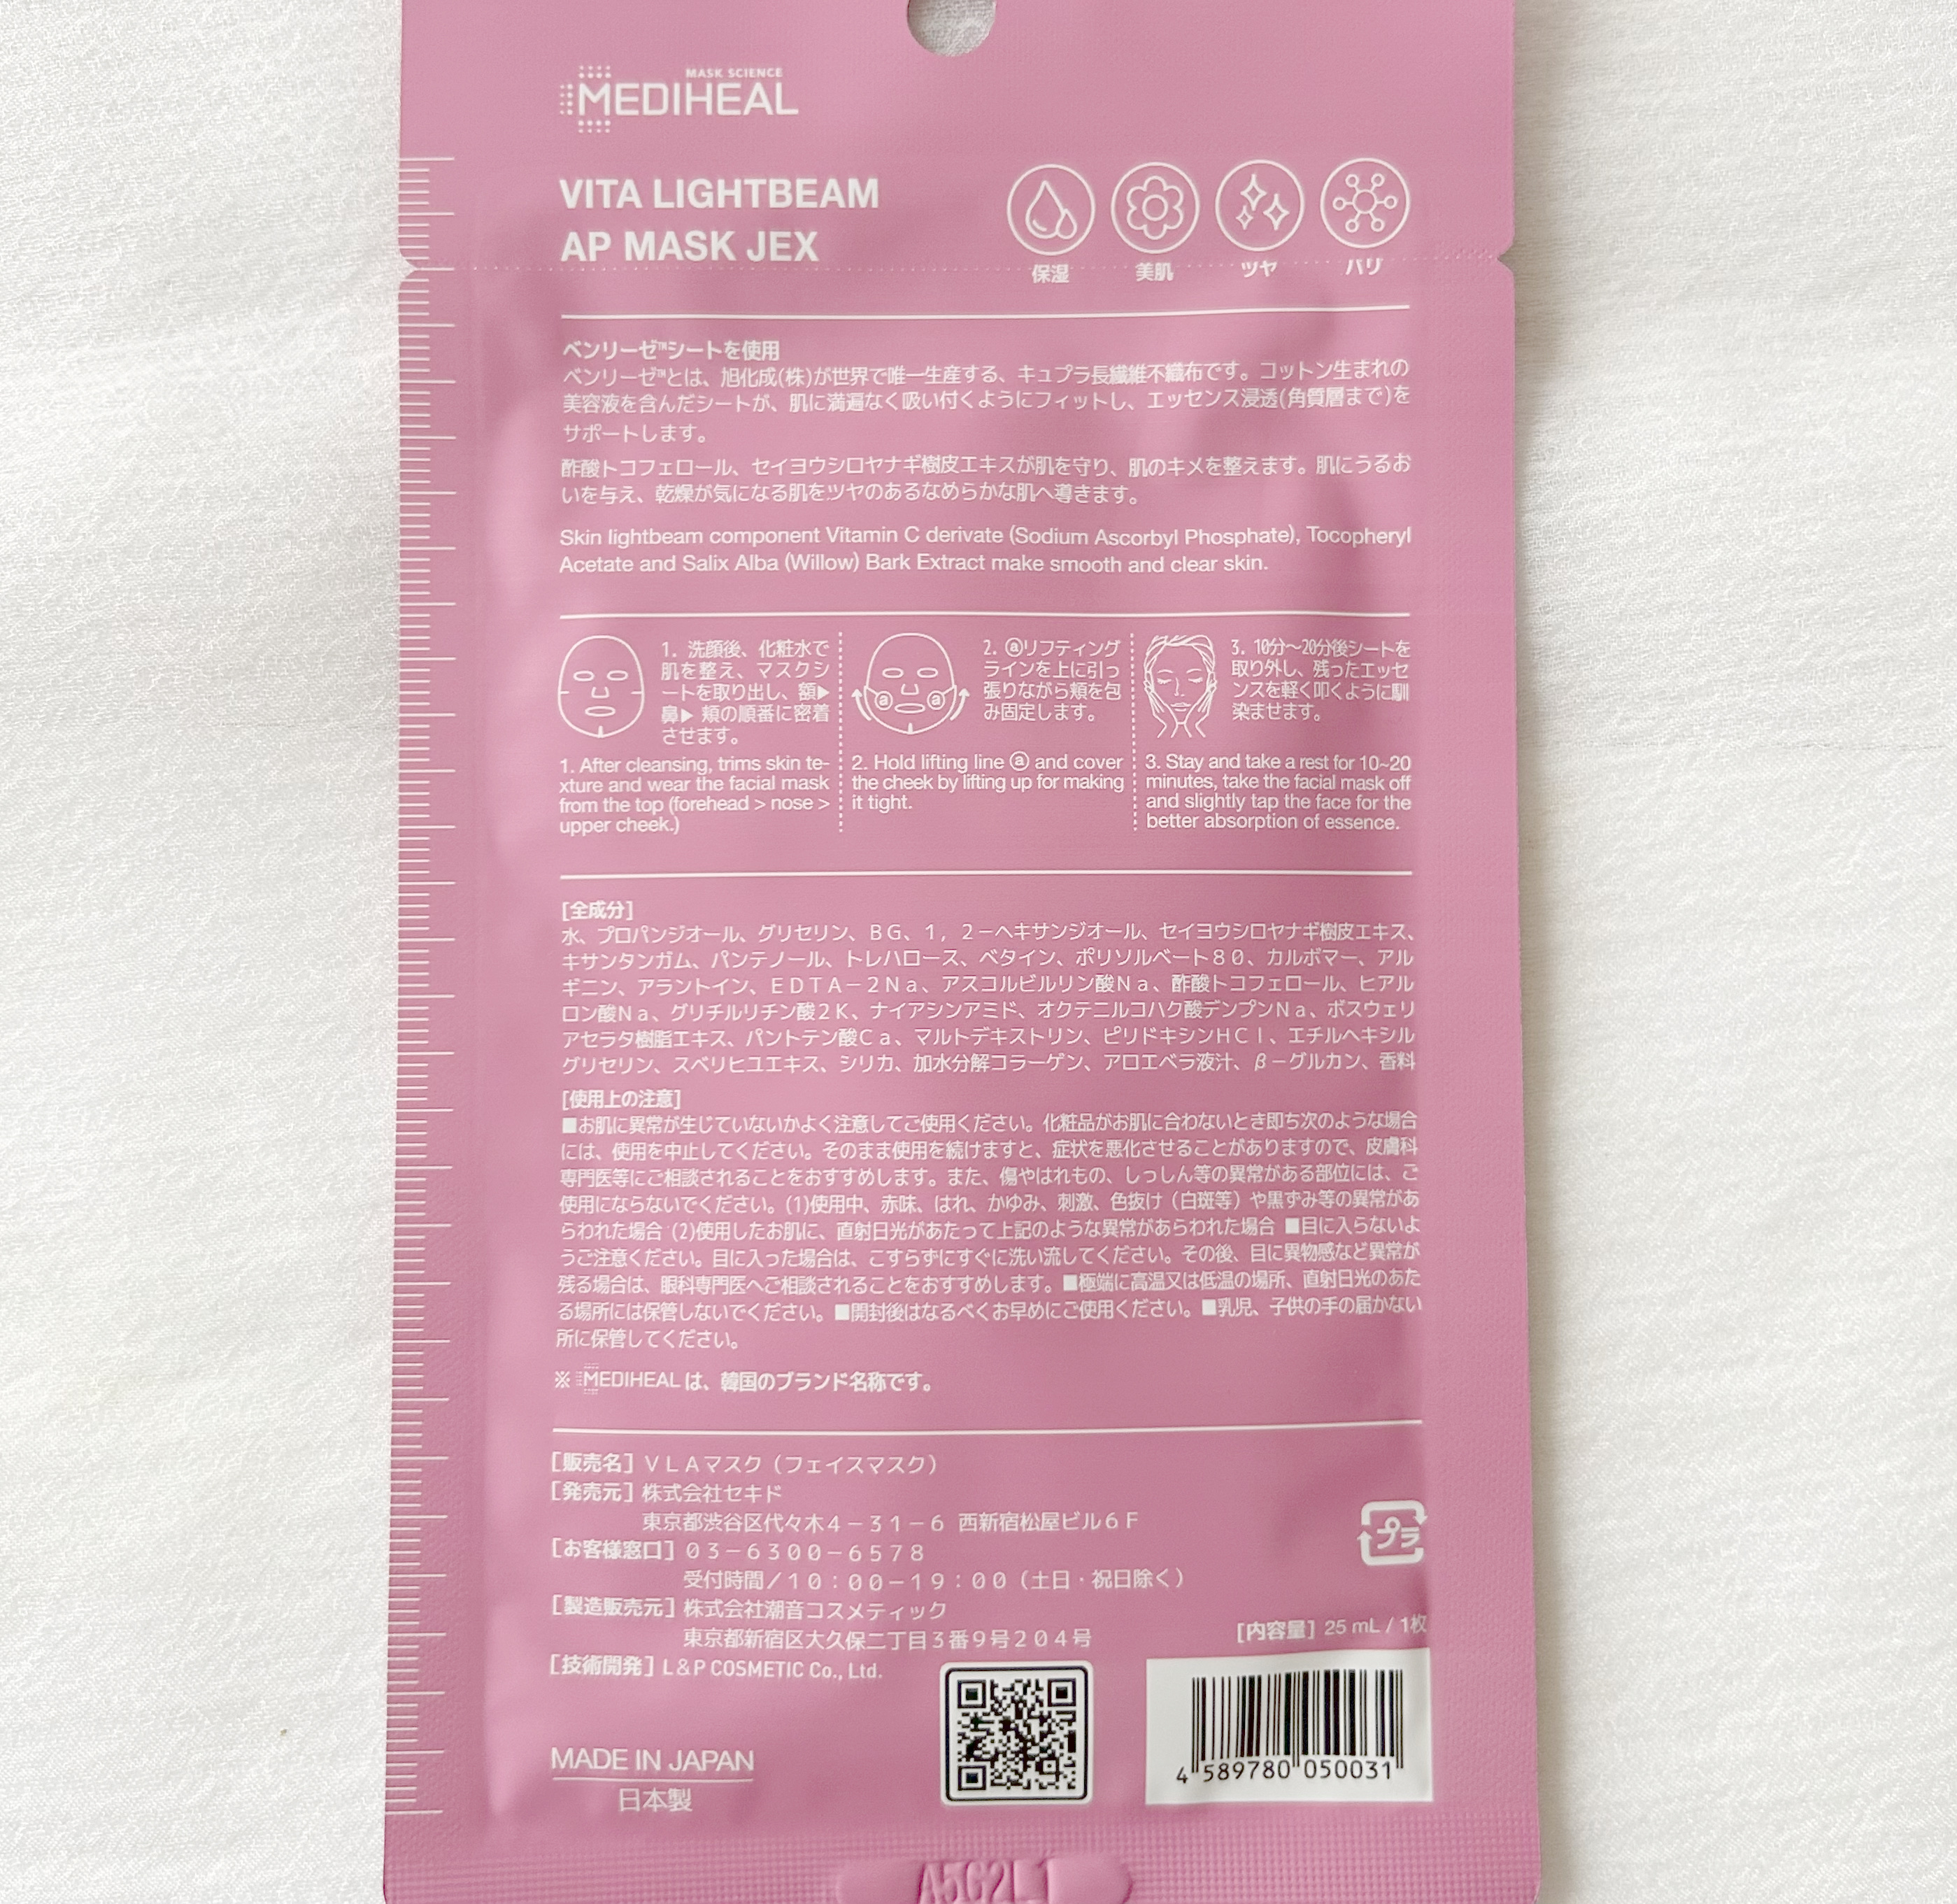 MASK SCIENCE
MEDIHEAL
VITA LIGHTBEAM
AP MASK JEX
保湿 美肌 ツヤ ハリ
ベンリーゼ™シートを使用
ベンリーゼ™とは、旭化成(株)が世界で唯一生産する、キュプラ長繊維不織布です。コットン生まれの
美容液を含んだシートが、肌に満遍なく吸い付くようにフィットし、エッセンス浸透(角質層まで)を
サポートします。
酢酸トコフェロール、セイヨウシロヤナギ樹皮エキスが肌を守り、肌のキメを整えます。肌にうるお
いを与え、乾燥が気になる肌をツヤのあるなめらかな肌へ導きます。
Skin lightbeam component Vitamin C derivate (Sodium Ascorbyl Phosphate), Tocopheryl
Acetate and Salix Alba (Willow) Bark Extract make smooth and clear skin.
1. 洗顔後、化粧水で
肌を整え、マスクシ
ートを取り出し、額▶
鼻▶ 頬の順番に密着
させます。
1. After cleansing, trims skin te-
xture and wear the facial mask
from the top (forehead > nose >
upper cheek.)
ⓐ ⓐ
2. ⓐリフティング
ラインを上に引っ
張りながら頬を包
み固定します。
2. Hold lifting line ⓐ and cover
the cheek by lifting up for making
it tight.
3. 10分〜20分後シートを
取り外し、残ったエッセ
ンスを軽く叩くように馴
染ませます。
3. Stay and take a rest for 10~20
minutes, take the facial mask off
and slightly tap the face for the
better absorption of essence.
[全成分]
水、プロパンジオール、グリセリン、ＢＧ、１，２－ヘキサンジオール、セイヨウシロヤナギ樹皮エキス、
キサンタンガム、パンテノール、トレハロース、ベタイン、ポリソルベート８０、カルボマー、アル
ギニン、アラントイン、ＥＤＴＡ－２Ｎａ、アスコルビルリン酸Ｎａ、酢酸トコフェロール、ヒアル
ロン酸Ｎａ、グリチルリチン酸２Ｋ、ナイアシンアミド、オクテニルコハク酸デンプンＮａ、ボスウェリ
アセラタ樹脂エキス、パントテン酸Ｃａ、マルトデキストリン、ピリドキシンＨＣｌ、エチルヘキシル
グリセリン、スベリヒユエキス、シリカ、加水分解コラーゲン、アロエベラ液汁、β－グルカン、香料
[使用上の注意]
■お肌に異常が生じていないかよく注意してご使用ください。化粧品がお肌に合わないとき即ち次のような場合
には、使用を中止してください。そのまま使用を続けますと、症状を悪化させることがありますので、皮膚科
専門医等にご相談されることをおすすめします。また、傷やはれもの、しっしん等の異常がある部位には、ご
使用にならないでください。(1)使用中、赤味、はれ、かゆみ、刺激、色抜け（白斑等）や黒ずみ等の異常があ
らわれた場合 (2)使用したお肌に、直射日光があたって上記のような異常があらわれた場合 ■目に入らないよ
うご注意ください。目に入った場合は、こすらずにすぐに洗い流してください。その後、目に異物感など異常が
残る場合は、眼科専門医へご相談されることをおすすめします。■極端に高温又は低温の場所、直射日光のあた
る場所には保管しないでください。■開封後はなるべくお早めにご使用ください。■乳児、子供の手の届かない
所に保管してください。
※ MEDIHEAL は、韓国のブランド名称です。
[販売名] ＶＬＡマスク（フェイスマスク）
[発売元] 株式会社セキド
東京都渋谷区代々木４－３１－６ 西新宿松屋ビル６Ｆ
[お客様窓口] ０３－６３００－６５７８
受付時間／１０：００－１９：００（土日・祝日除く）
[製造販売元] 株式会社潮音コスメティック
東京都新宿区大久保二丁目３番９号２０４号
[技術開発] L&P COSMETIC Co., Ltd.
プラ
[内容量] 25 mL / 1枚
MADE IN JAPAN
日本製
4 589780 050031
A5G2L1